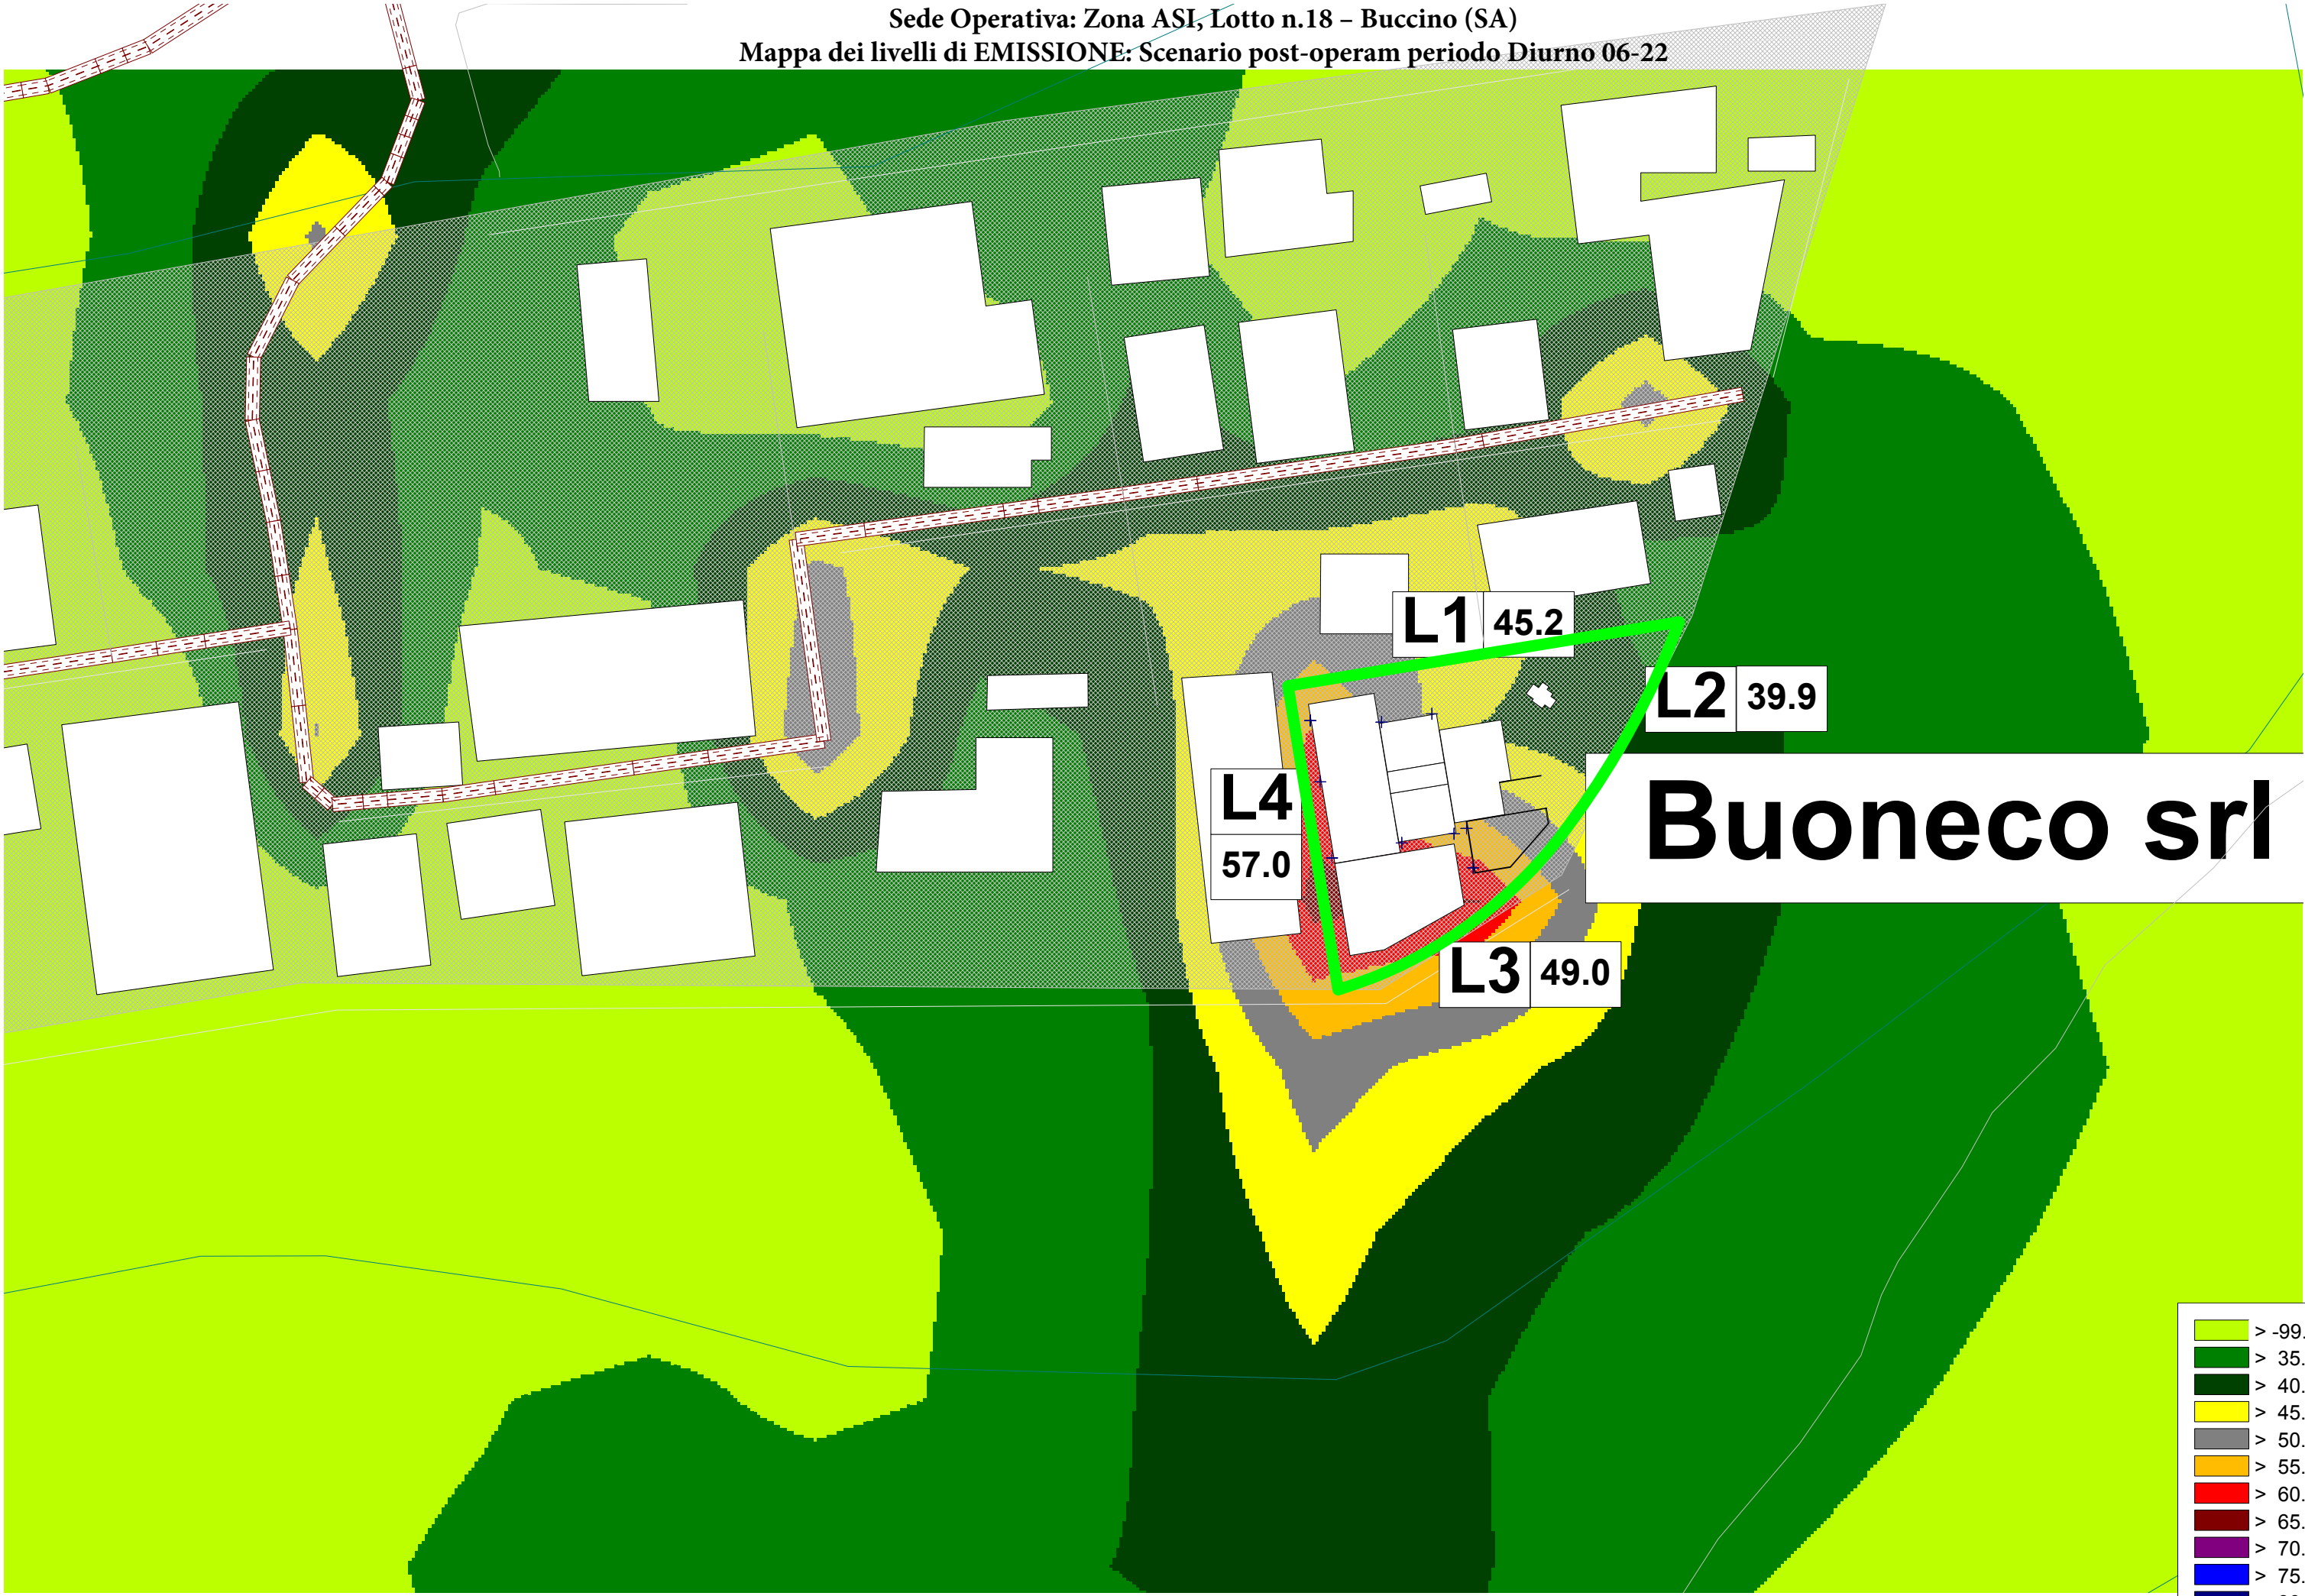 Sede Operativa: Zona ASI, Lotto n.18 – Buccino (SA)
Mappa dei livelli di EMISSIONE: Scenario post-operam periodo Diurno 06-22
L1 45.2
L2 39.9
L4
57.0
Buoneco srl
L3 49.0
> -99.
> 35.
> 40.
> 45.
> 50.
> 55.
> 60.
> 65.
> 70.
> 75.